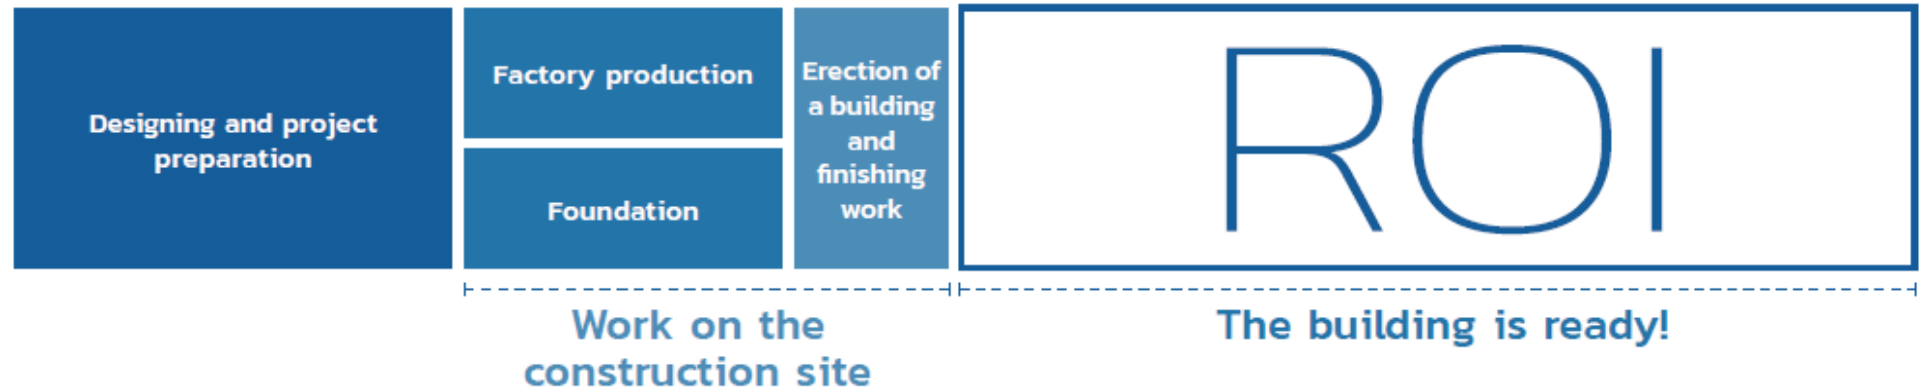 Designing and project
preparation
Factory production
Foundation
Erection of
a building
and
finishing
work
ROI
Work on the
construction site
The building is ready!